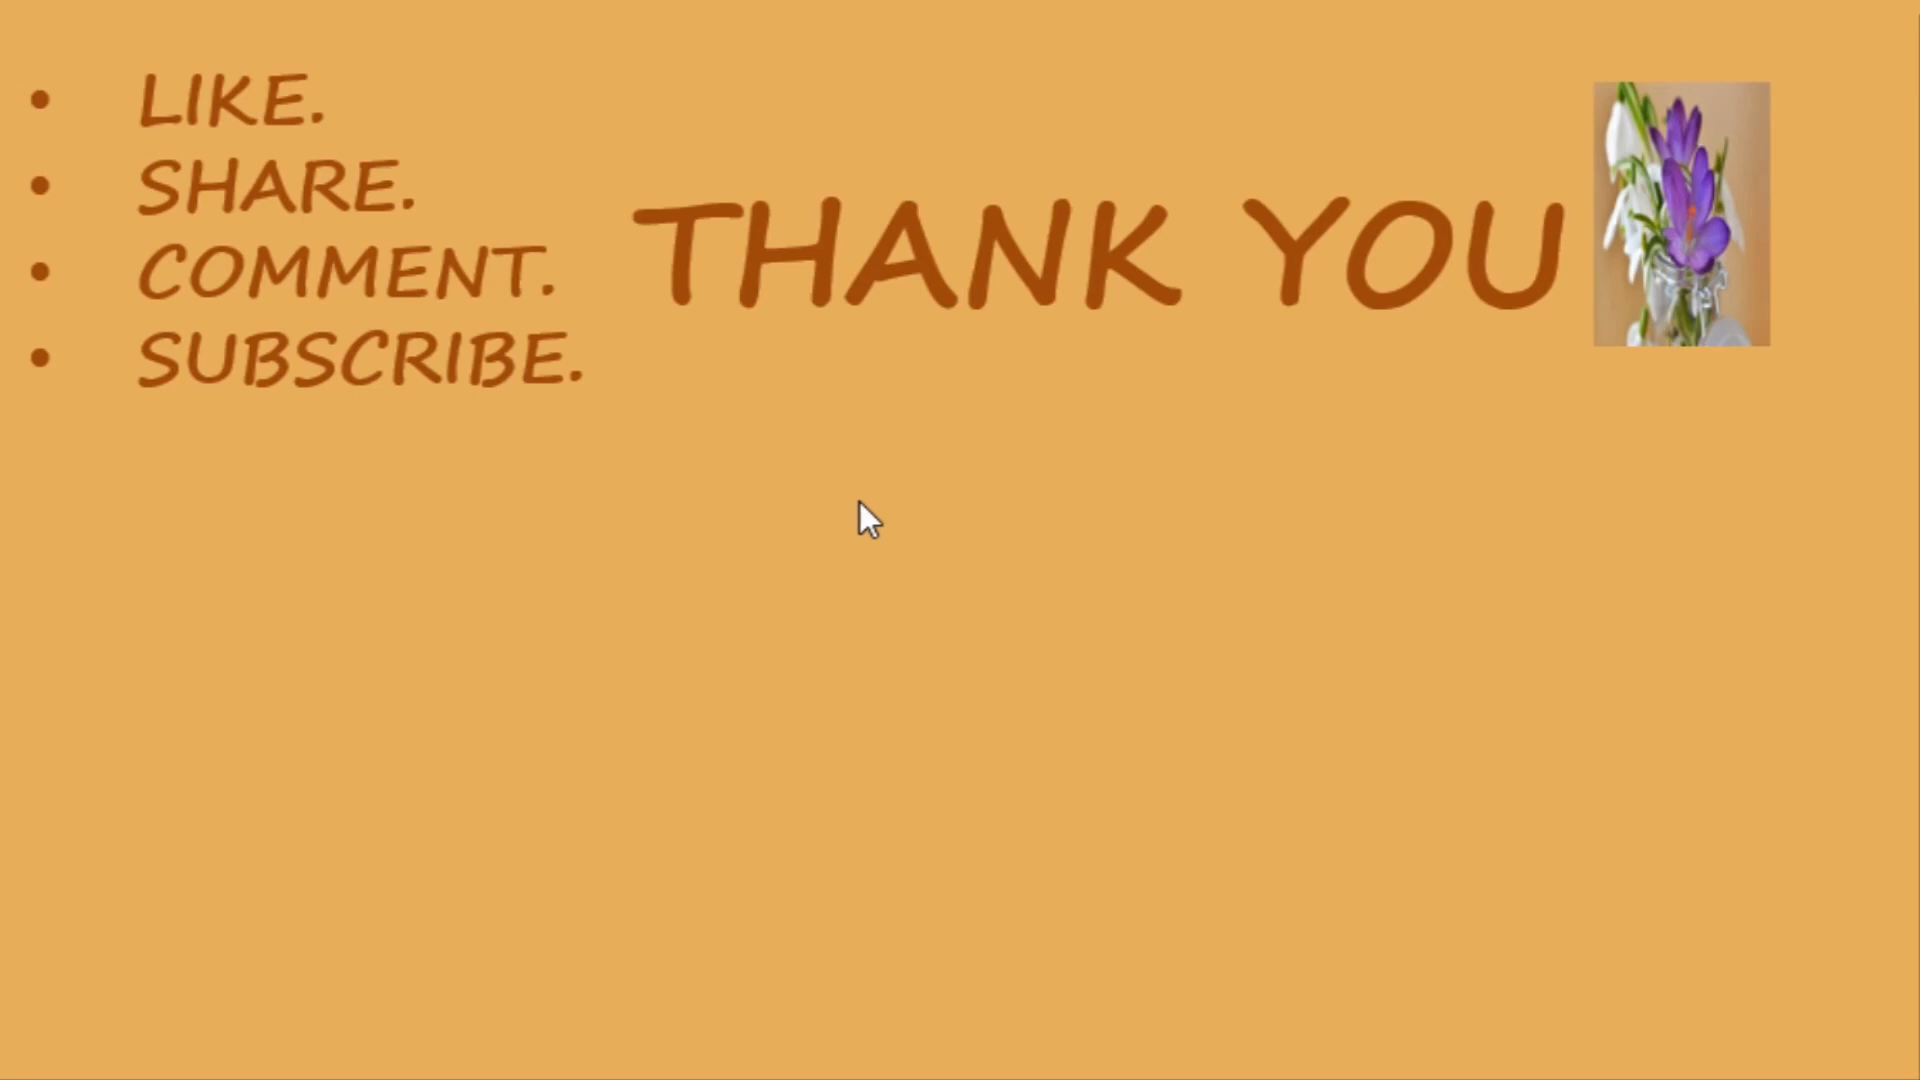 • LIKE.
• SHARE.
• COMMENT.
• SUBSCRIBE.
THANK YOU